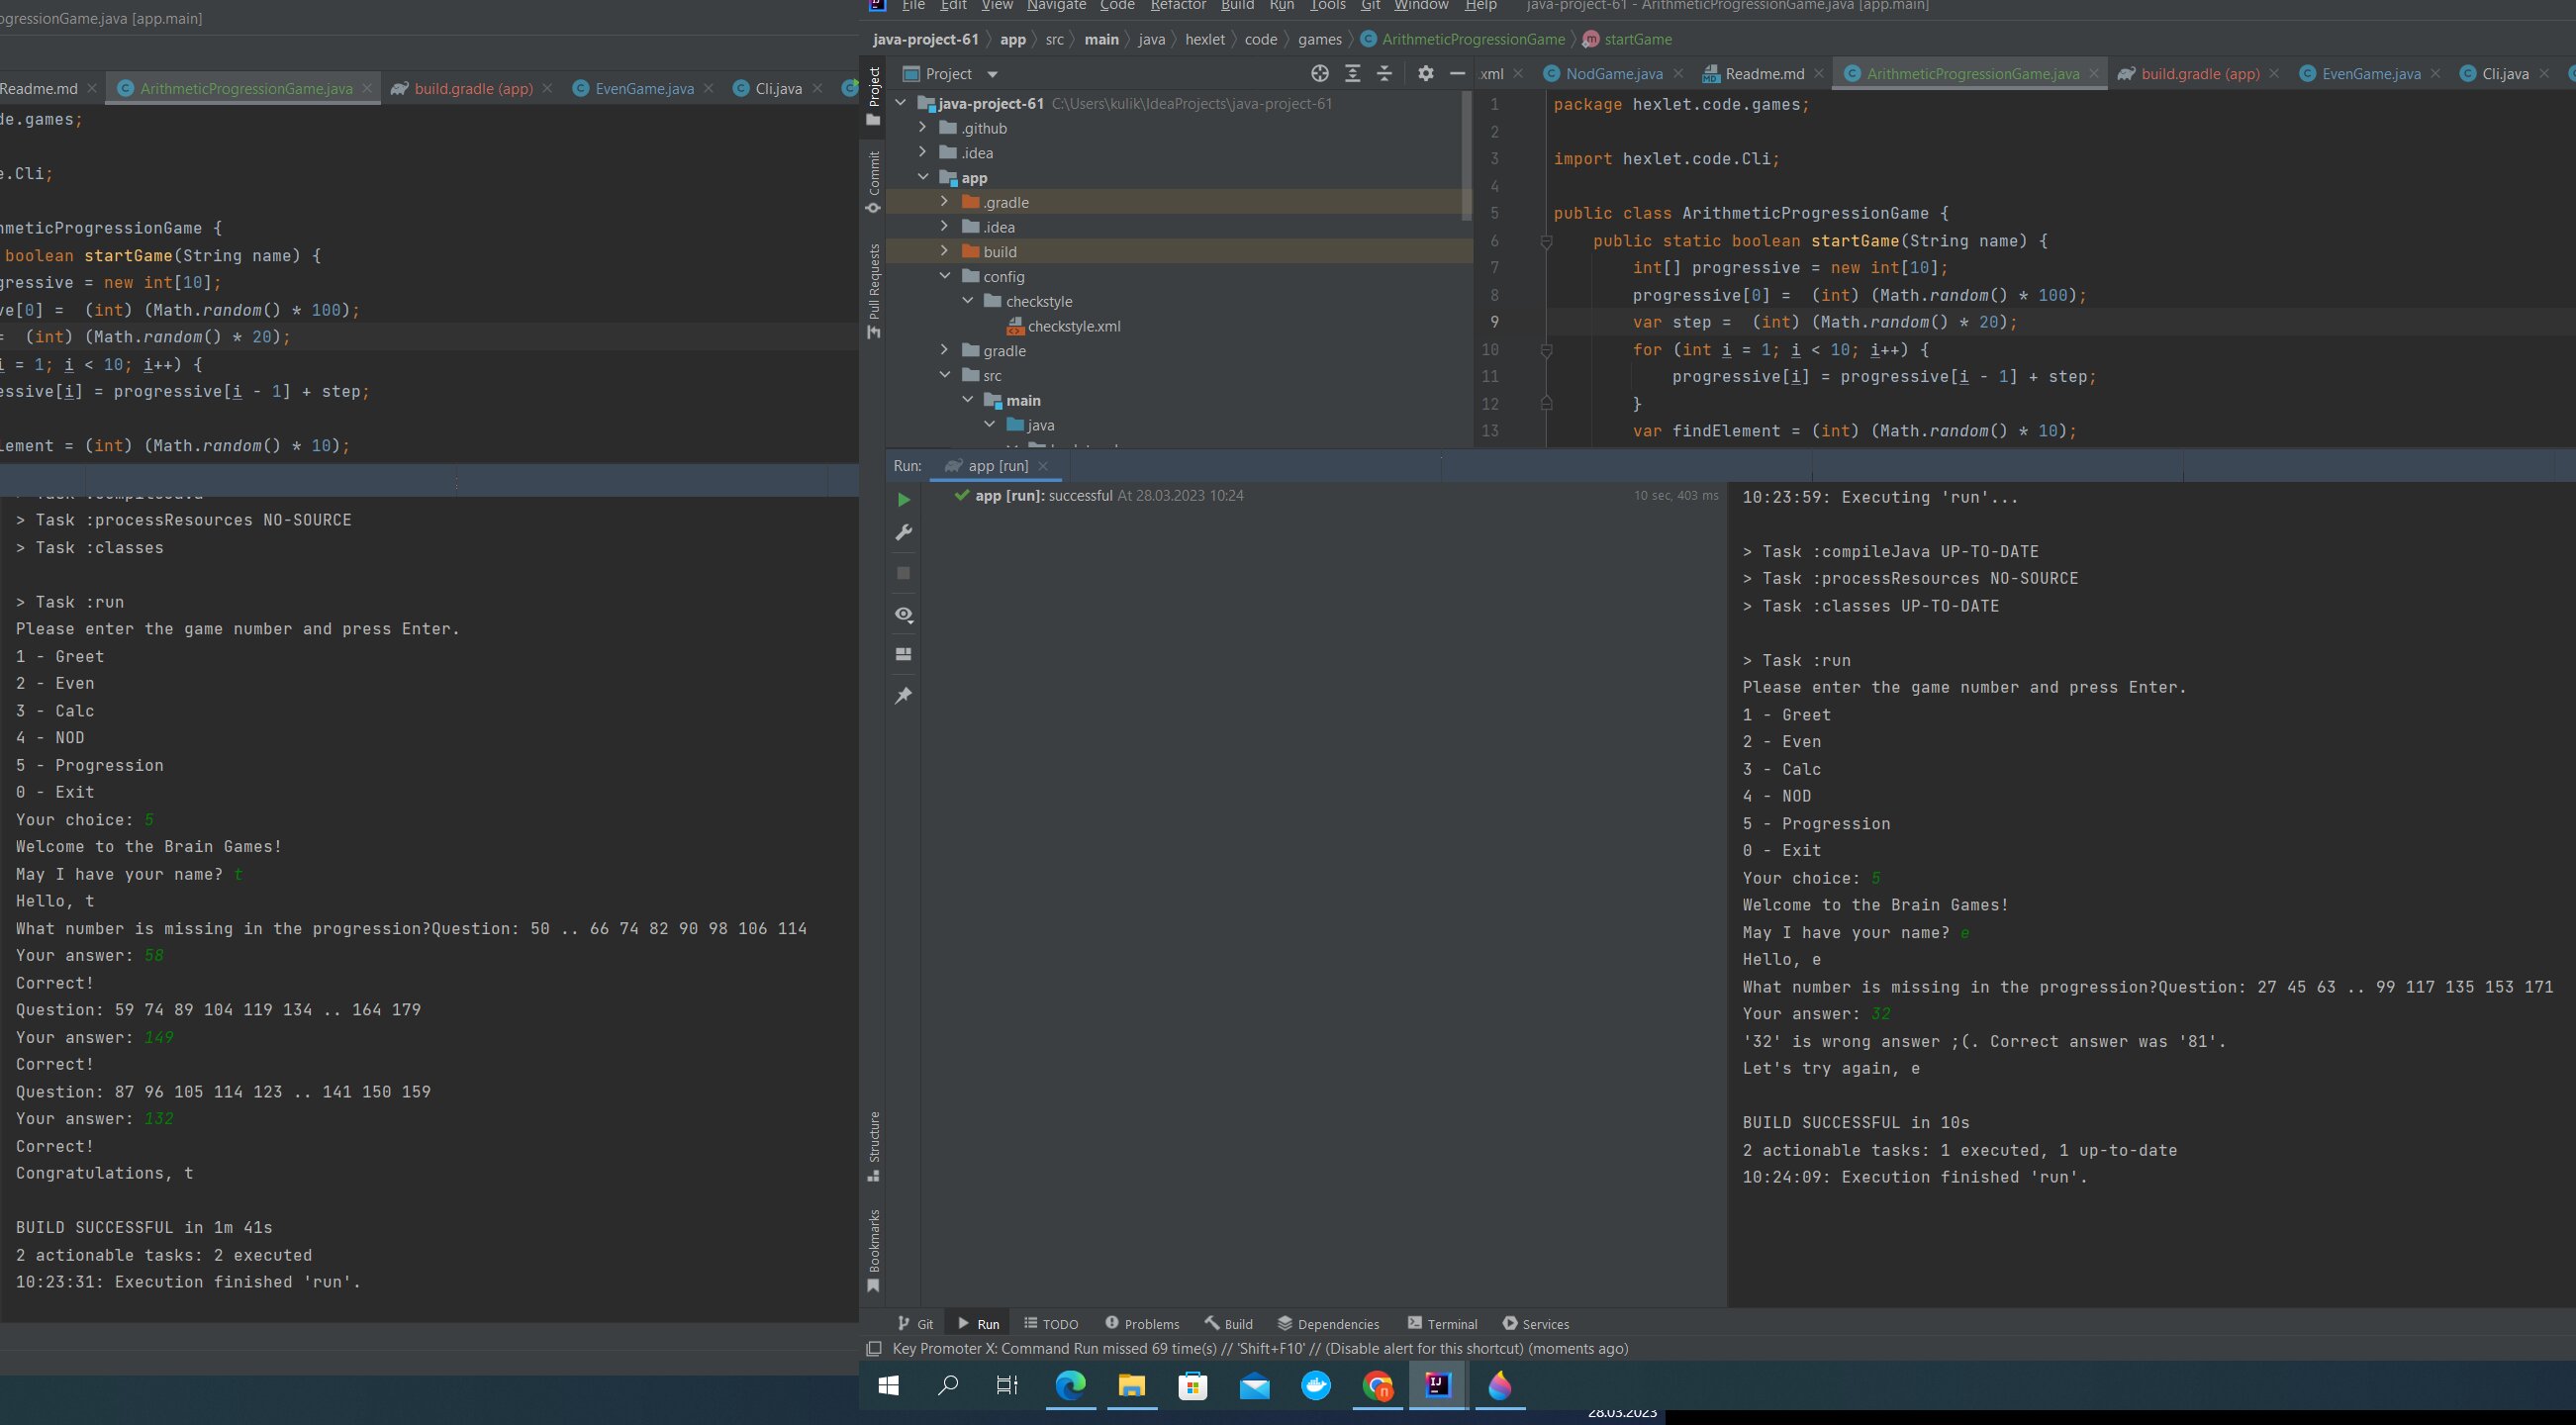 ogressionGame.java [app.main]
Readme.md
ArithmeticProgressionGame.java
build.gradle (app)
EvenGame.java
Cli.java
de.games;
e.Cli;
hmeticProgressionGame {
boolean startGame(String name) {
gressive = new int[10];
ve[0] =  (int) (Math.random() * 100);
=  (int) (Math.random() * 20);
i = 1; i < 10; i++) {
essive[i] = progressive[i - 1] + step;
lement = (int) (Math.random() * 10);
> Task :processResources NO-SOURCE
> Task :classes
> Task :run
Please enter the game number and press Enter.
1 - Greet
2 - Even
3 - Calc
4 - NOD
5 - Progression
0 - Exit
Your choice: 5
Welcome to the Brain Games!
May I have your name? t
Hello, t
What number is missing in the progression?Question: 50 .. 66 74 82 90 98 106 114
Your answer: 58
Correct!
Question: 59 74 89 104 119 134 .. 164 179
Your answer: 149
Correct!
Question: 87 96 105 114 123 .. 141 150 159
Your answer: 132
Correct!
Congratulations, t
BUILD SUCCESSFUL in 1m 41s
2 actionable tasks: 2 executed
10:23:31: Execution finished 'run'.
File Edit View Navigate Code Refactor Build Run Tools Git Window Help java-project-61 - ArithmeticProgressionGame.java [app.main]
java-project-61 app src main java hexlet code games ArithmeticProgressionGame startGame
Project
Commit
Pull Requests
Project
java-project-61 C:\Users\kulik\IdeaProjects\java-project-61
.github
.idea
app
.gradle
.idea
build
config
checkstyle
checkstyle.xml
gradle
src
main
java
.xml
NodGame.java
Readme.md
ArithmeticProgressionGame.java
build.gradle (app)
EvenGame.java
Cli.java
1 package hexlet.code.games;
2
3 import hexlet.code.Cli;
4
5 public class ArithmeticProgressionGame {
6 public static boolean startGame(String name) {
7 int[] progressive = new int[10];
8 progressive[0] =  (int) (Math.random() * 100);
9 var step =  (int) (Math.random() * 20);
10 for (int i = 1; i < 10; i++) {
11 progressive[i] = progressive[i - 1] + step;
12 }
13 var findElement = (int) (Math.random() * 10);
Run: app [run]
app [run]: successful At 28.03.2023 10:24 10 sec, 403 ms
10:23:59: Executing 'run'...
> Task :compileJava UP-TO-DATE
> Task :processResources NO-SOURCE
> Task :classes UP-TO-DATE
> Task :run
Please enter the game number and press Enter.
1 - Greet
2 - Even
3 - Calc
4 - NOD
5 - Progression
0 - Exit
Your choice: 5
Welcome to the Brain Games!
May I have your name? e
Hello, e
What number is missing in the progression?Question: 27 45 63 .. 99 117 135 153 171
Your answer: 32
'32' is wrong answer ;(. Correct answer was '81'.
Let's try again, e
BUILD SUCCESSFUL in 10s
2 actionable tasks: 1 executed, 1 up-to-date
10:24:09: Execution finished 'run'.
Structure
Bookmarks
Git Run TODO Problems Build Dependencies Terminal Services
Key Promoter X: Command Run missed 69 time(s) // 'Shift+F10' // (Disable alert for this shortcut) (moments ago)
28.03.2023